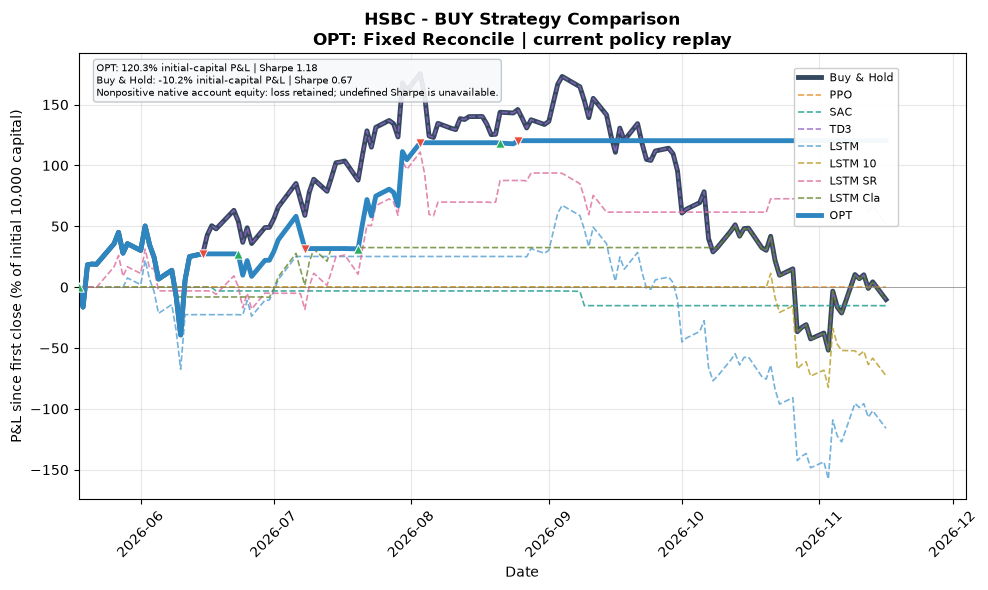 HSBC - BUY Strategy Comparison
OPT: Fixed Reconcile | current policy replay
OPT: 120.3% initial-capital P&L | Sharpe 1.18
Buy & Hold: -10.2% initial-capital P&L | Sharpe 0.67
Nonpositive native account equity: loss retained; undefined Sharpe is unavailable.
Buy & Hold
PPO
SAC
TD3
LSTM
LSTM 10
LSTM SR
LSTM Cla
OPT
P&L since first close (% of initial 10,000 capital)
150
100
50
0
−50
−100
−150
2026-06
2026-07
2026-08
2026-09
2026-10
2026-11
2026-12
Date